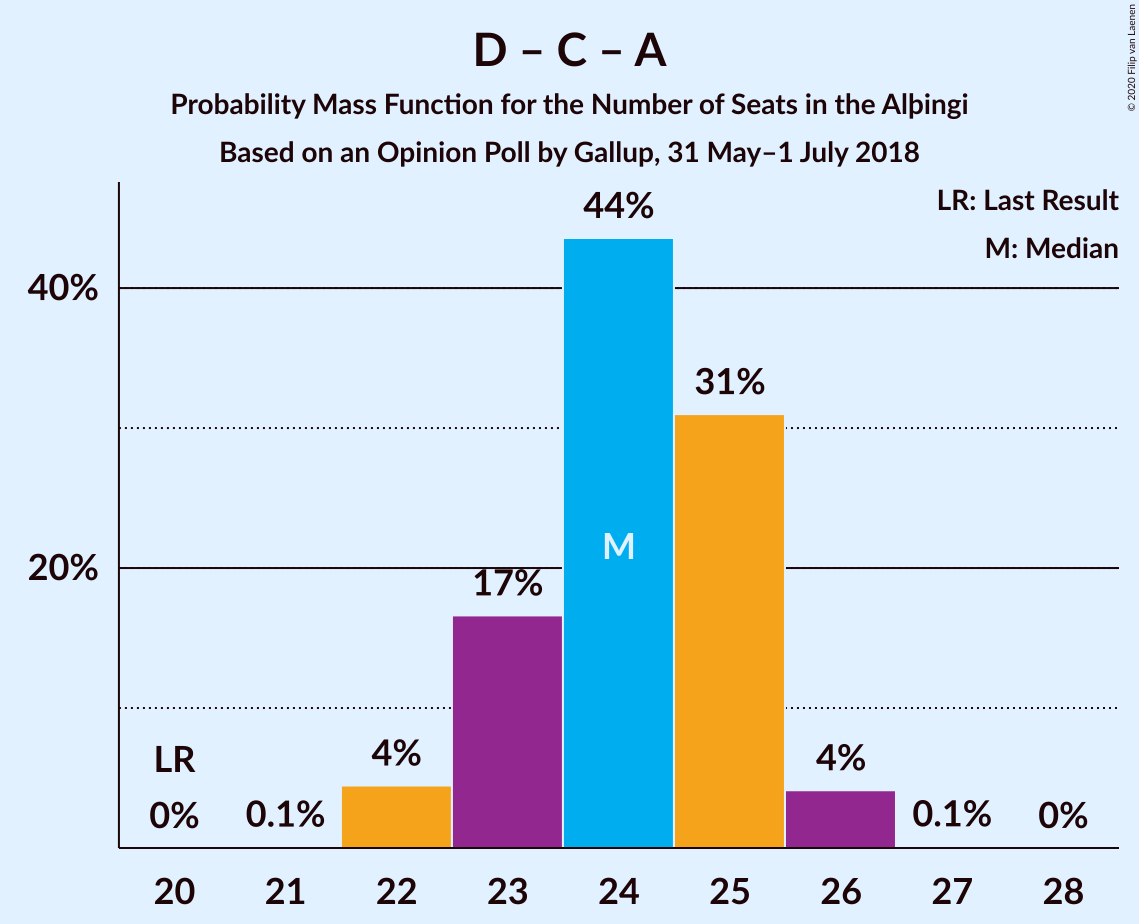 D – C – A
Probability Mass Function for the Number of Seats in the Alþingi
Based on an Opinion Poll by Gallup, 31 May–1 July 2018
© 2020 Filip van Laenen
LR: Last Result
M: Median
44%
40%
31%
M
20%
17%
LR
4%
4%
0%
0.1%
0.1%
0%
20 21 22 23 24 25 26 27 28